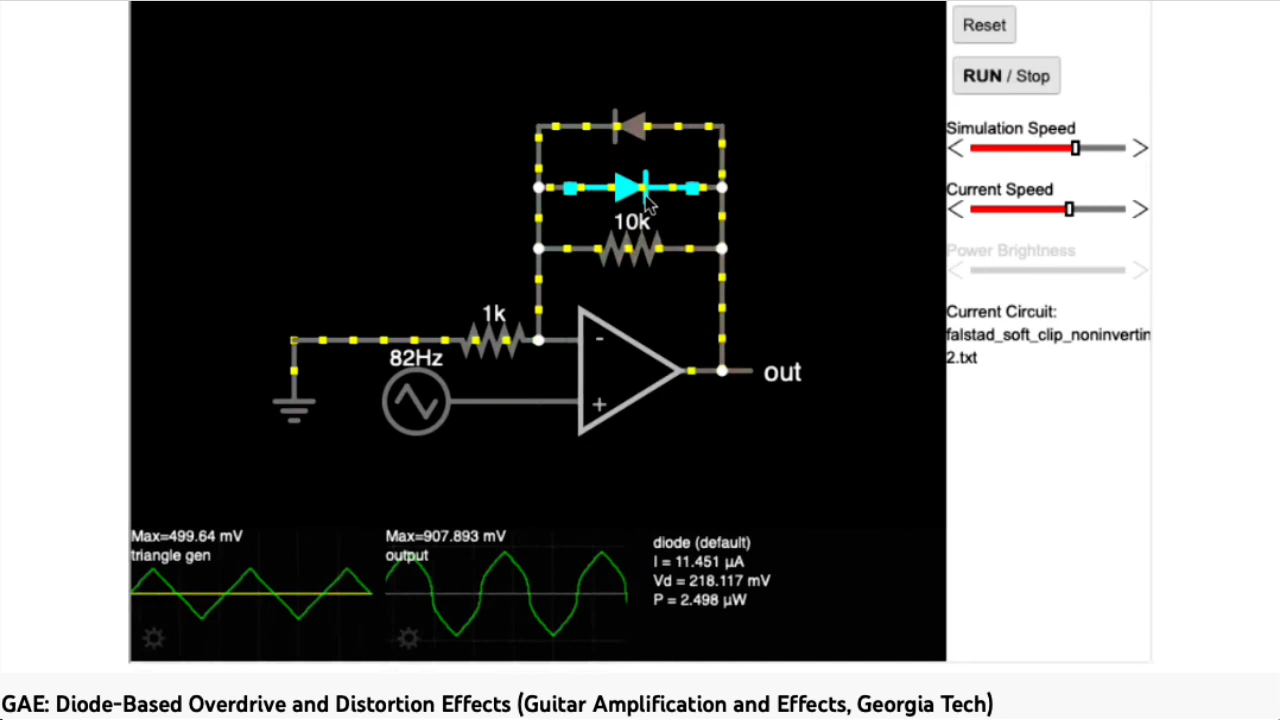 Reset
RUN / Stop
Simulation Speed
Current Speed
Power Brightness
Current Circuit:
falstad_soft_clip_noninvertin
2.txt
10k
1k
82Hz
-
+
out
Max=499.64 mV
triangle gen
Max=907.893 mV
output
diode (default)
I = 11.451 μA
Vd = 218.117 mV
P = 2.498 μW
GAE: Diode-Based Overdrive and Distortion Effects (Guitar Amplification and Effects, Georgia Tech)